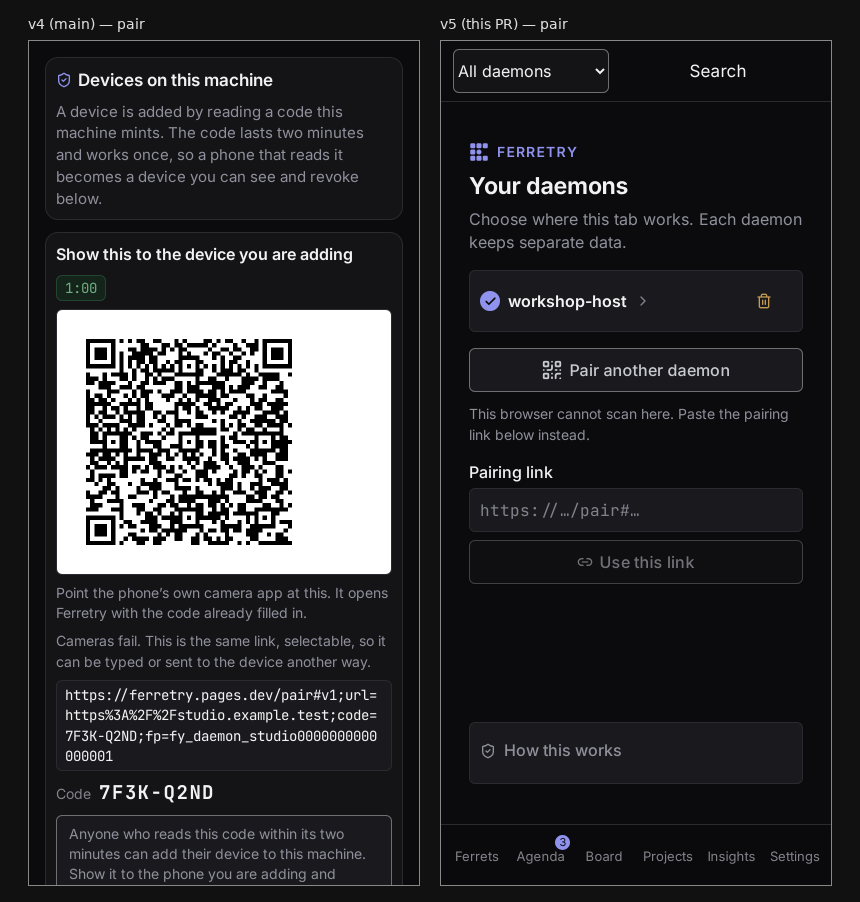 v4 (main) — pair
Devices on this machine
A device is added by reading a code this
machine mints. The code lasts two minutes
and works once, so a phone that reads it
becomes a device you can see and revoke
below.
Show this to the device you are adding
1:00
Point the phone's own camera app at this. It opens
Ferretry with the code already filled in.
Cameras fail. This is the same link, selectable, so it
can be typed or sent to the device another way.
https://ferretry.pages.dev/pair#v1;url=
https%3A%2F%2Fstudio.example.test;code=
7F3K-Q2ND;fp=fy_daemon_studio0000000000
000001
Code 7F3K-Q2ND
Anyone who reads this code within its two
minutes can add their device to this machine.
Show it to the phone you are adding and
v5 (this PR) — pair
All daemons
Search
FERRETRY
Your daemons
Choose where this tab works. Each daemon
keeps separate data.
workshop-host
Pair another daemon
This browser cannot scan here. Paste the pairing
link below instead.
Pairing link
https://…/pair#…
Use this link
How this works
3
Ferrets Agenda Board Projects Insights Settings